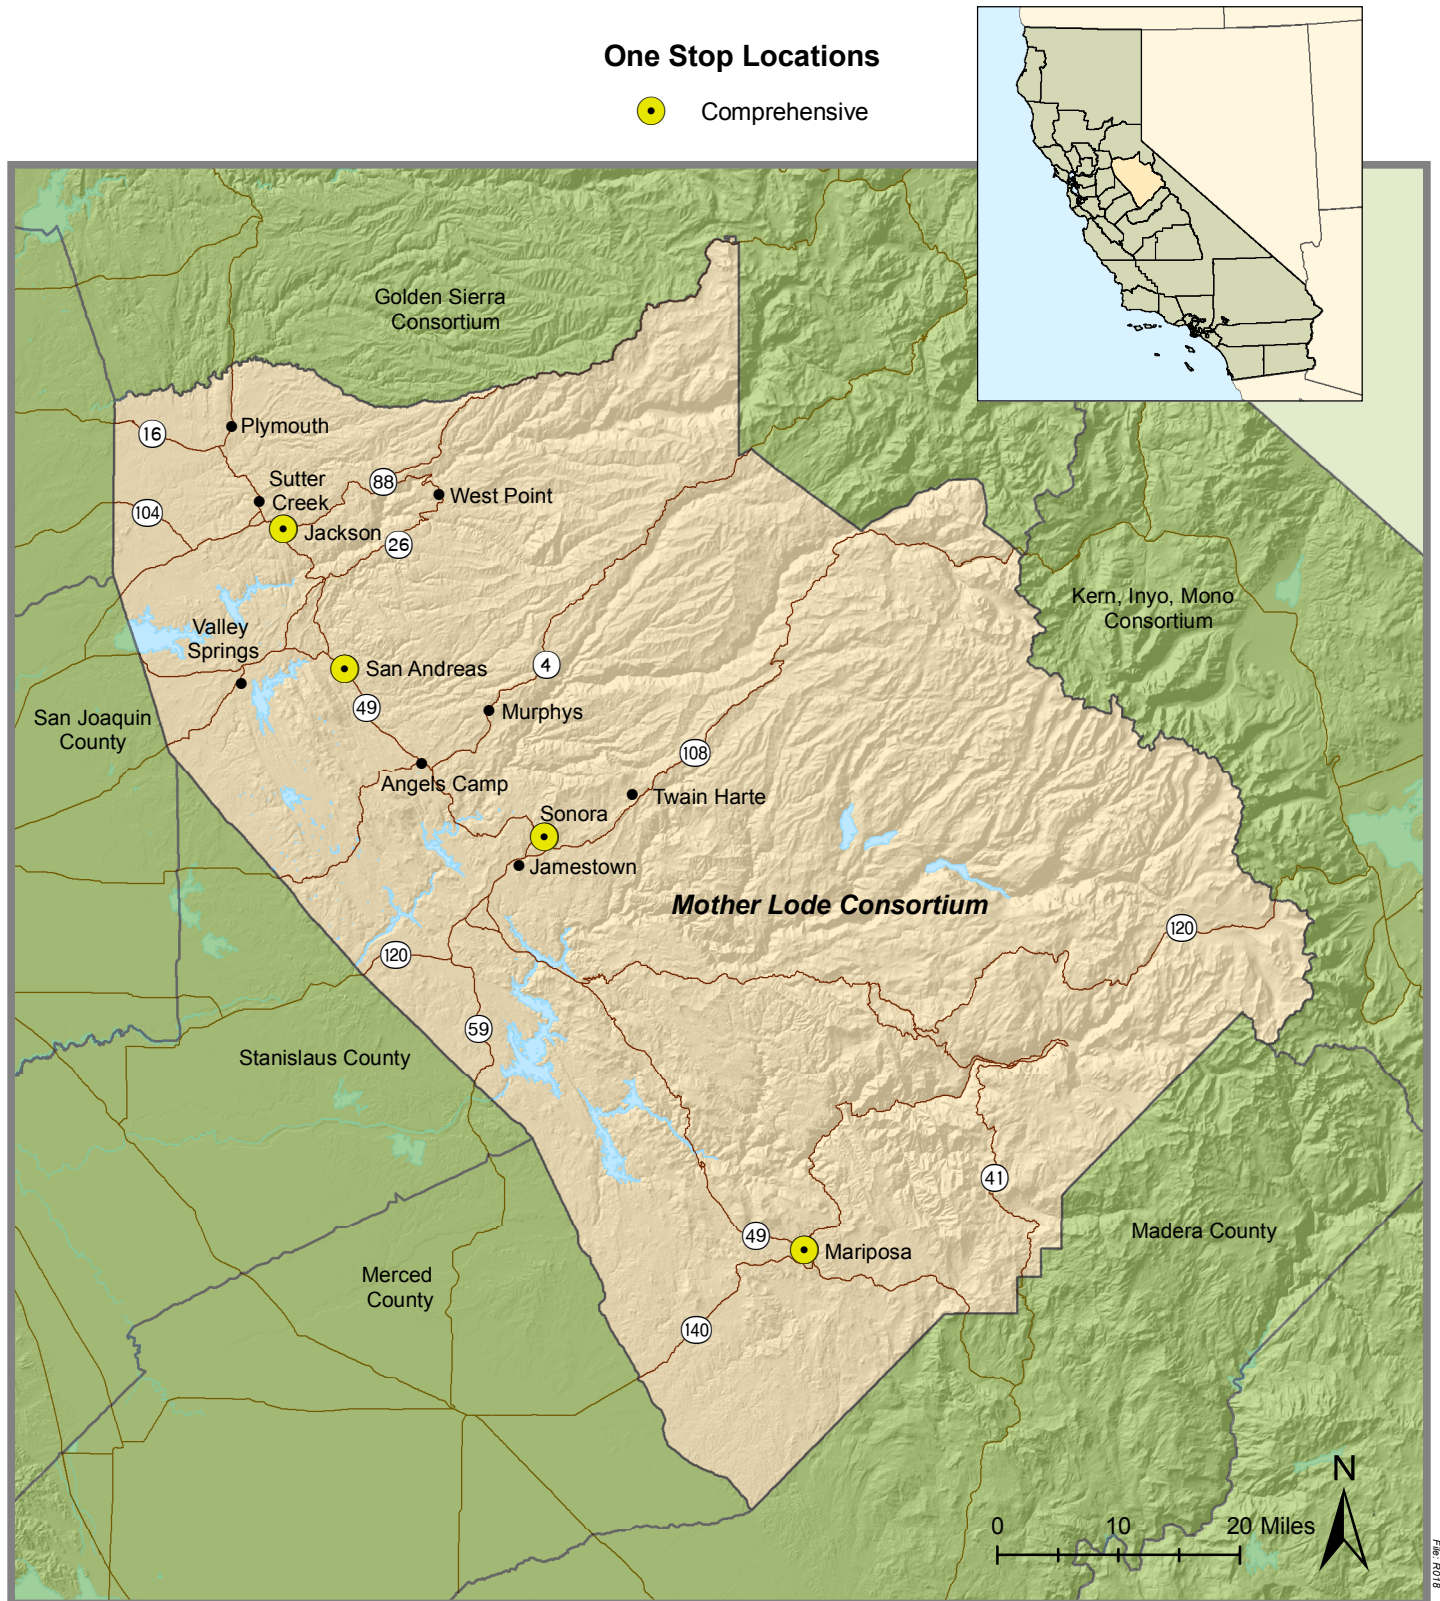 One Stop Locations
Comprehensive
Golden Sierra
Consortium
16
Plymouth
Sutter
Creek
88
West Point
104
Jackson
26
Kern, Inyo, Mono
Consortium
Valley
Springs
San Andreas
4
49
San Joaquin
County
Murphys
108
Angels Camp
Twain Harte
Sonora
Jamestown
Mother Lode Consortium
120
120
59
Stanislaus County
41
49
Mariposa
Madera County
Merced
County
140
N
0
10
20 Miles
File: R018